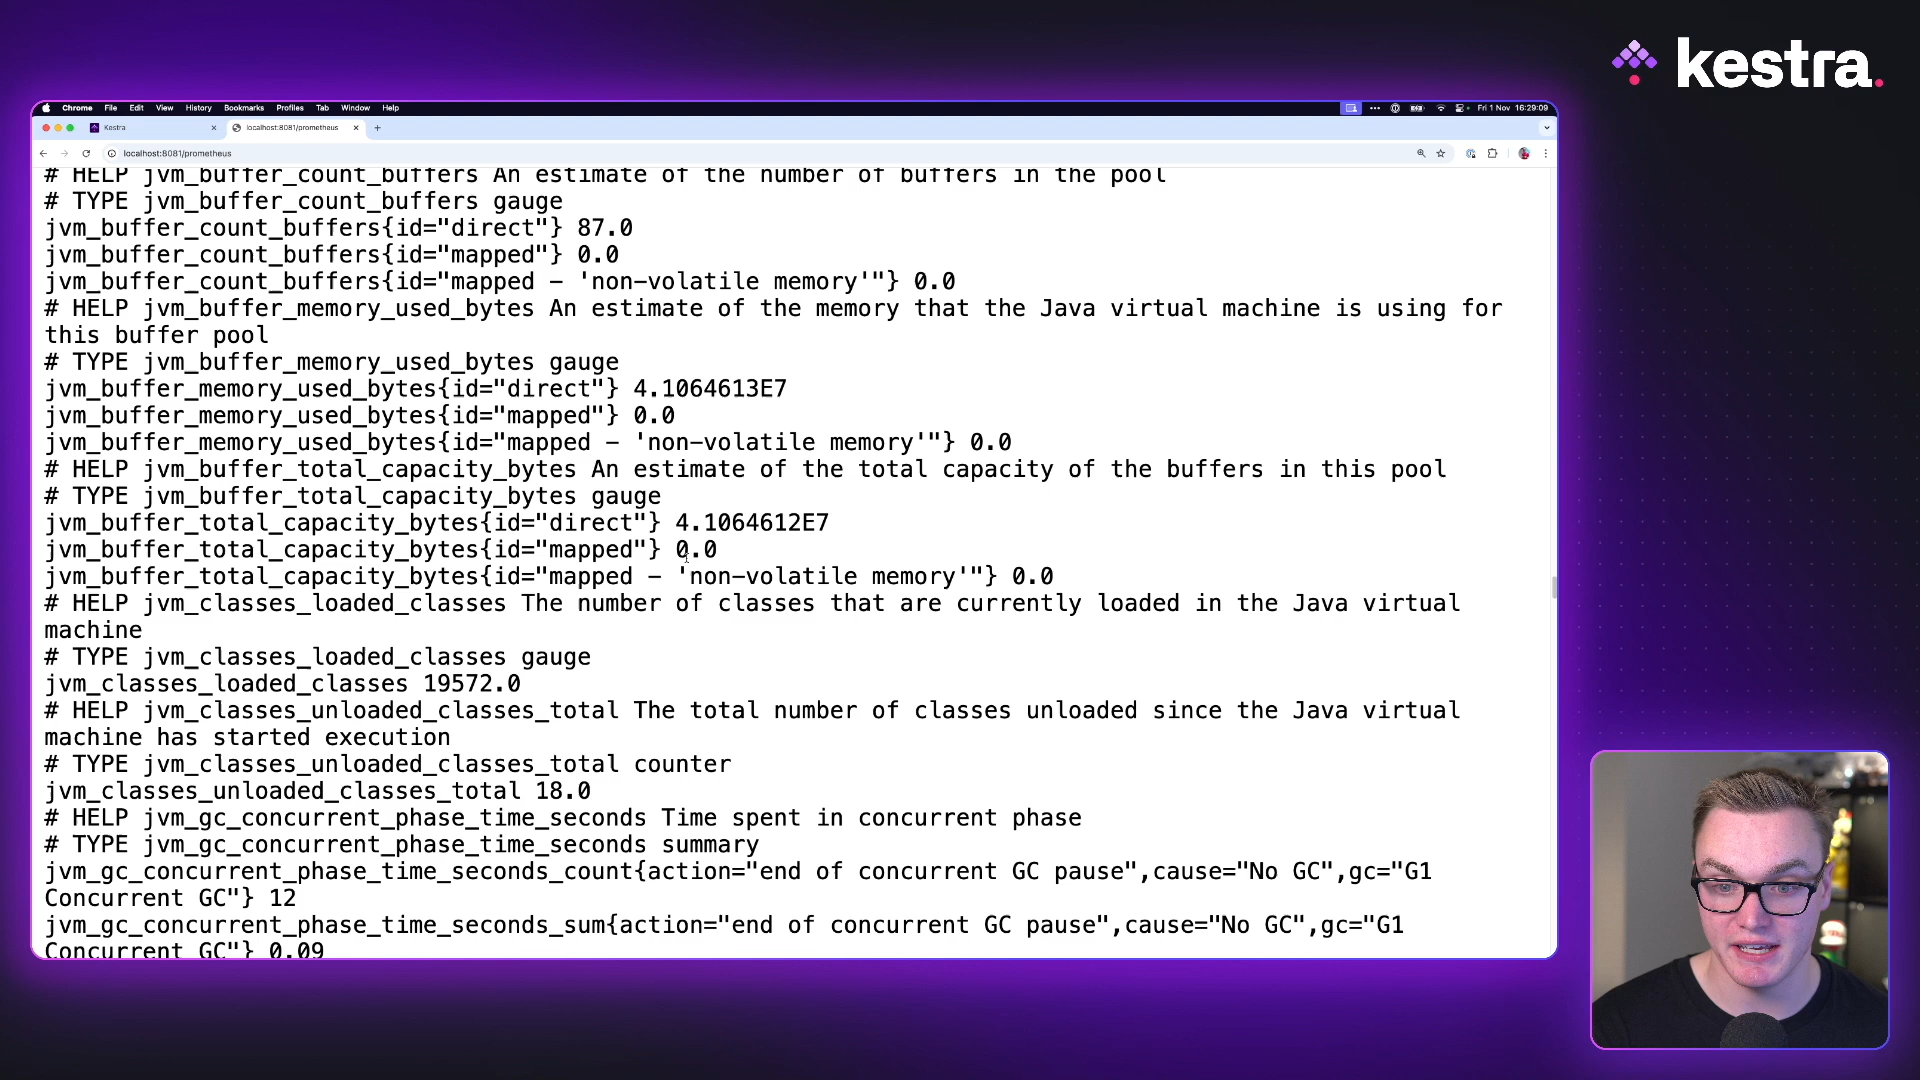 kestra.
Chrome File Edit View History Bookmarks Profiles Tab Window Help
Fri 1 Nov 16:29:09
Kestra
localhost:8081/prometheus
localhost:8081/prometheus
# HELP jvm_buffer_count_buffers An estimate of the number of buffers in the pool
# TYPE jvm_buffer_count_buffers gauge
jvm_buffer_count_buffers{id="direct"} 87.0
jvm_buffer_count_buffers{id="mapped"} 0.0
jvm_buffer_count_buffers{id="mapped - 'non-volatile memory'"} 0.0
# HELP jvm_buffer_memory_used_bytes An estimate of the memory that the Java virtual machine is using for
this buffer pool
# TYPE jvm_buffer_memory_used_bytes gauge
jvm_buffer_memory_used_bytes{id="direct"} 4.1064613E7
jvm_buffer_memory_used_bytes{id="mapped"} 0.0
jvm_buffer_memory_used_bytes{id="mapped - 'non-volatile memory'"} 0.0
# HELP jvm_buffer_total_capacity_bytes An estimate of the total capacity of the buffers in this pool
# TYPE jvm_buffer_total_capacity_bytes gauge
jvm_buffer_total_capacity_bytes{id="direct"} 4.1064612E7
jvm_buffer_total_capacity_bytes{id="mapped"} 0.0
jvm_buffer_total_capacity_bytes{id="mapped - 'non-volatile memory'"} 0.0
# HELP jvm_classes_loaded_classes The number of classes that are currently loaded in the Java virtual
machine
# TYPE jvm_classes_loaded_classes gauge
jvm_classes_loaded_classes 19572.0
# HELP jvm_classes_unloaded_classes_total The total number of classes unloaded since the Java virtual
machine has started execution
# TYPE jvm_classes_unloaded_classes_total counter
jvm_classes_unloaded_classes_total 18.0
# HELP jvm_gc_concurrent_phase_time_seconds Time spent in concurrent phase
# TYPE jvm_gc_concurrent_phase_time_seconds summary
jvm_gc_concurrent_phase_time_seconds_count{action="end of concurrent GC pause",cause="No GC",gc="G1
Concurrent GC"} 12
jvm_gc_concurrent_phase_time_seconds_sum{action="end of concurrent GC pause",cause="No GC",gc="G1
Concurrent GC"} 0.09